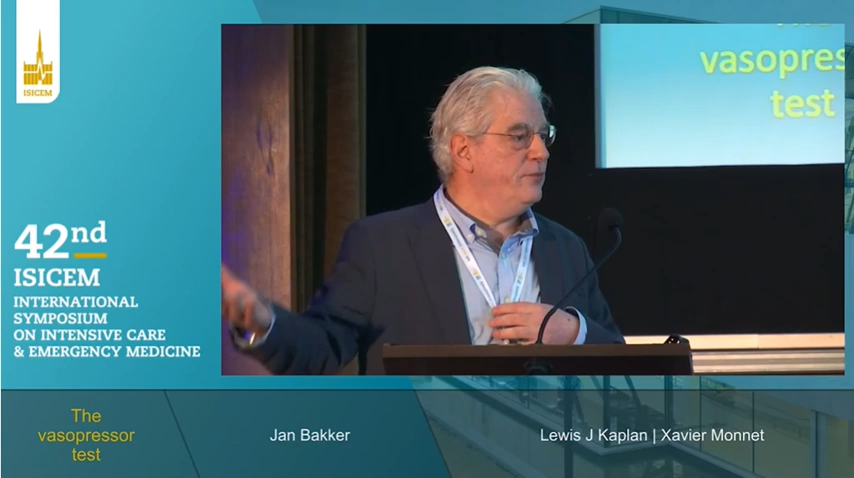 ISICEM
42nd
ISICEM
INTERNATIONAL
SYMPOSIUM
ON INTENSIVE CARE
& EMERGENCY MEDICINE
vasopres
test
The
vasopressor
test
Jan Bakker
Lewis J Kaplan | Xavier Monnet